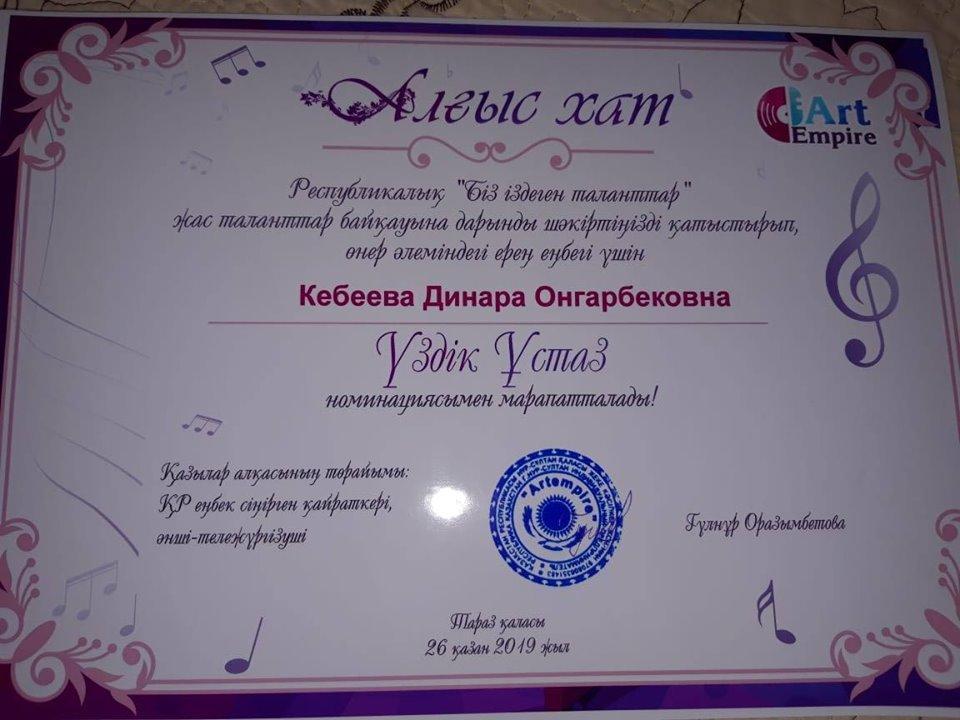 Алғыс хат
Art
Empire
Республикалық "Біз іздеген таланттар"
жас таланттар байқауына дарынды шәкіртіңізді қатыстырып,
өнер әлеміндегі ерең еңбегі үшін
Кебеева Динара Онгарбековна
Үздік Ұстаз
номинациясымен марапатталады!
Қазылар алқасының төрайымы:
ҚР еңбек сіңірген қайраткері,
әнші-тележүргізуші
"Artempire"
Гүлнұр Оразымбетова
Тараз қаласы
26 қазан 2019 жыл